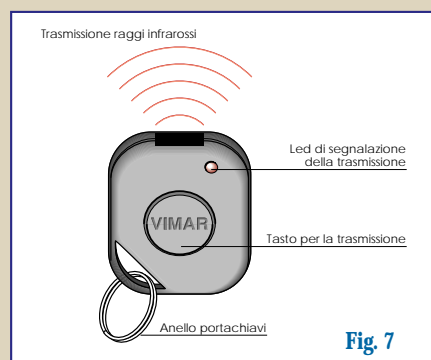 Trasmissione raggi infrarossi
Led di segnalazione
della trasmissione
VIMAR
Tasto per la trasmissione
Anello portachiavi
Fig. 7